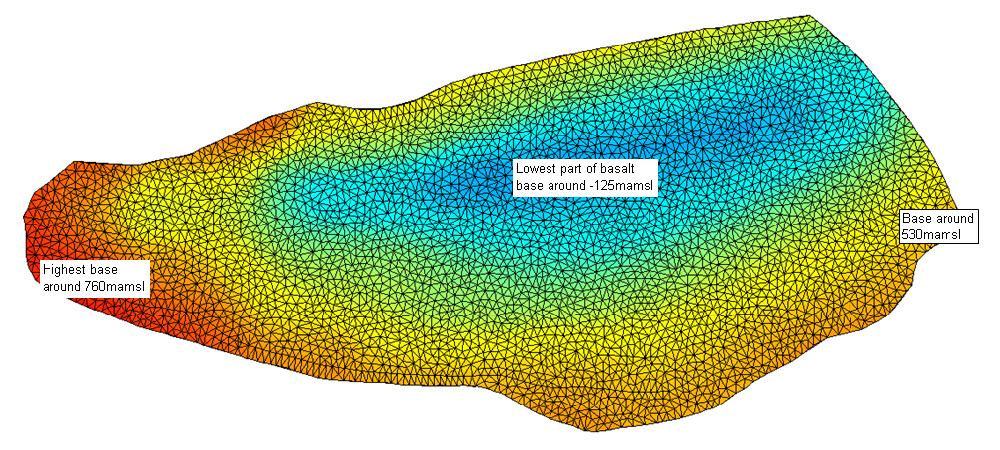 Lowest part of basalt
base around -125mamsl
Base around
530mamsl
Highest base
around 760mamsl